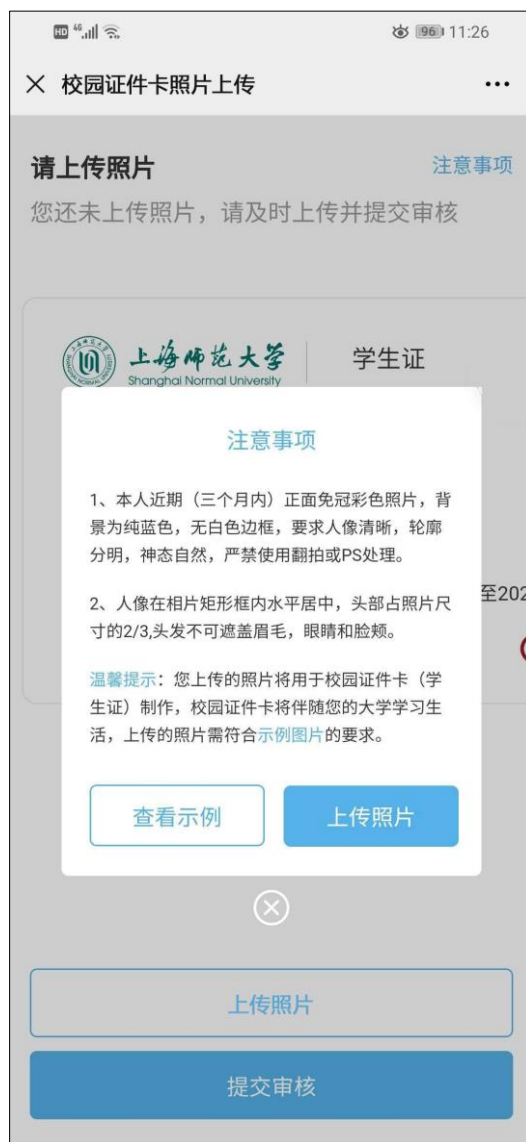 HD 4G 96 11:26
校园证件卡照片上传
请上传照片 注意事项
您还未上传照片，请及时上传并提交审核
上海师范大学 学生证
Shanghai Normal University
注意事项
1、本人近期（三个月内）正面免冠彩色照片，背
景为纯蓝色，无白色边框，要求人像清晰，轮廓
分明，神态自然，严禁使用翻拍或PS处理。
2、人像在相片矩形框内水平居中，头部占照片尺
寸的2/3,头发不可遮盖眉毛，眼睛和脸颊。
至202
温馨提示：您上传的照片将用于校园证件卡（学
生证）制作，校园证件卡将伴随您的大学学习生
活，上传的照片需符合示例图片的要求。
查看示例 上传照片
上传照片
提交审核